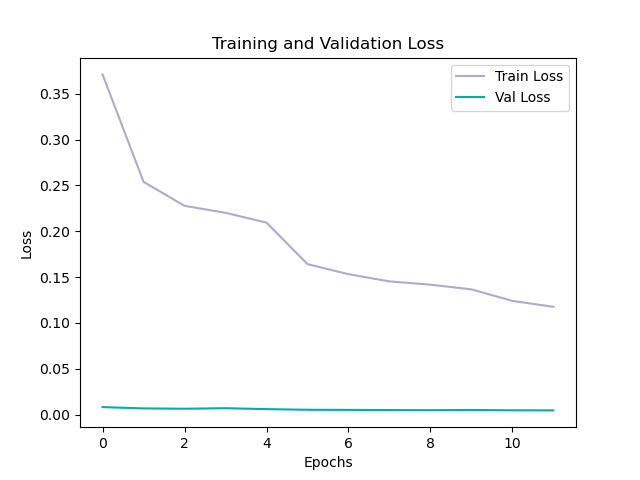 Training and Validation Loss
Train Loss
Val Loss
0.35
0.30
0.25
0.20
0.15
0.10
0.05
0.00
Loss
0 2 4 6 8 10
Epochs